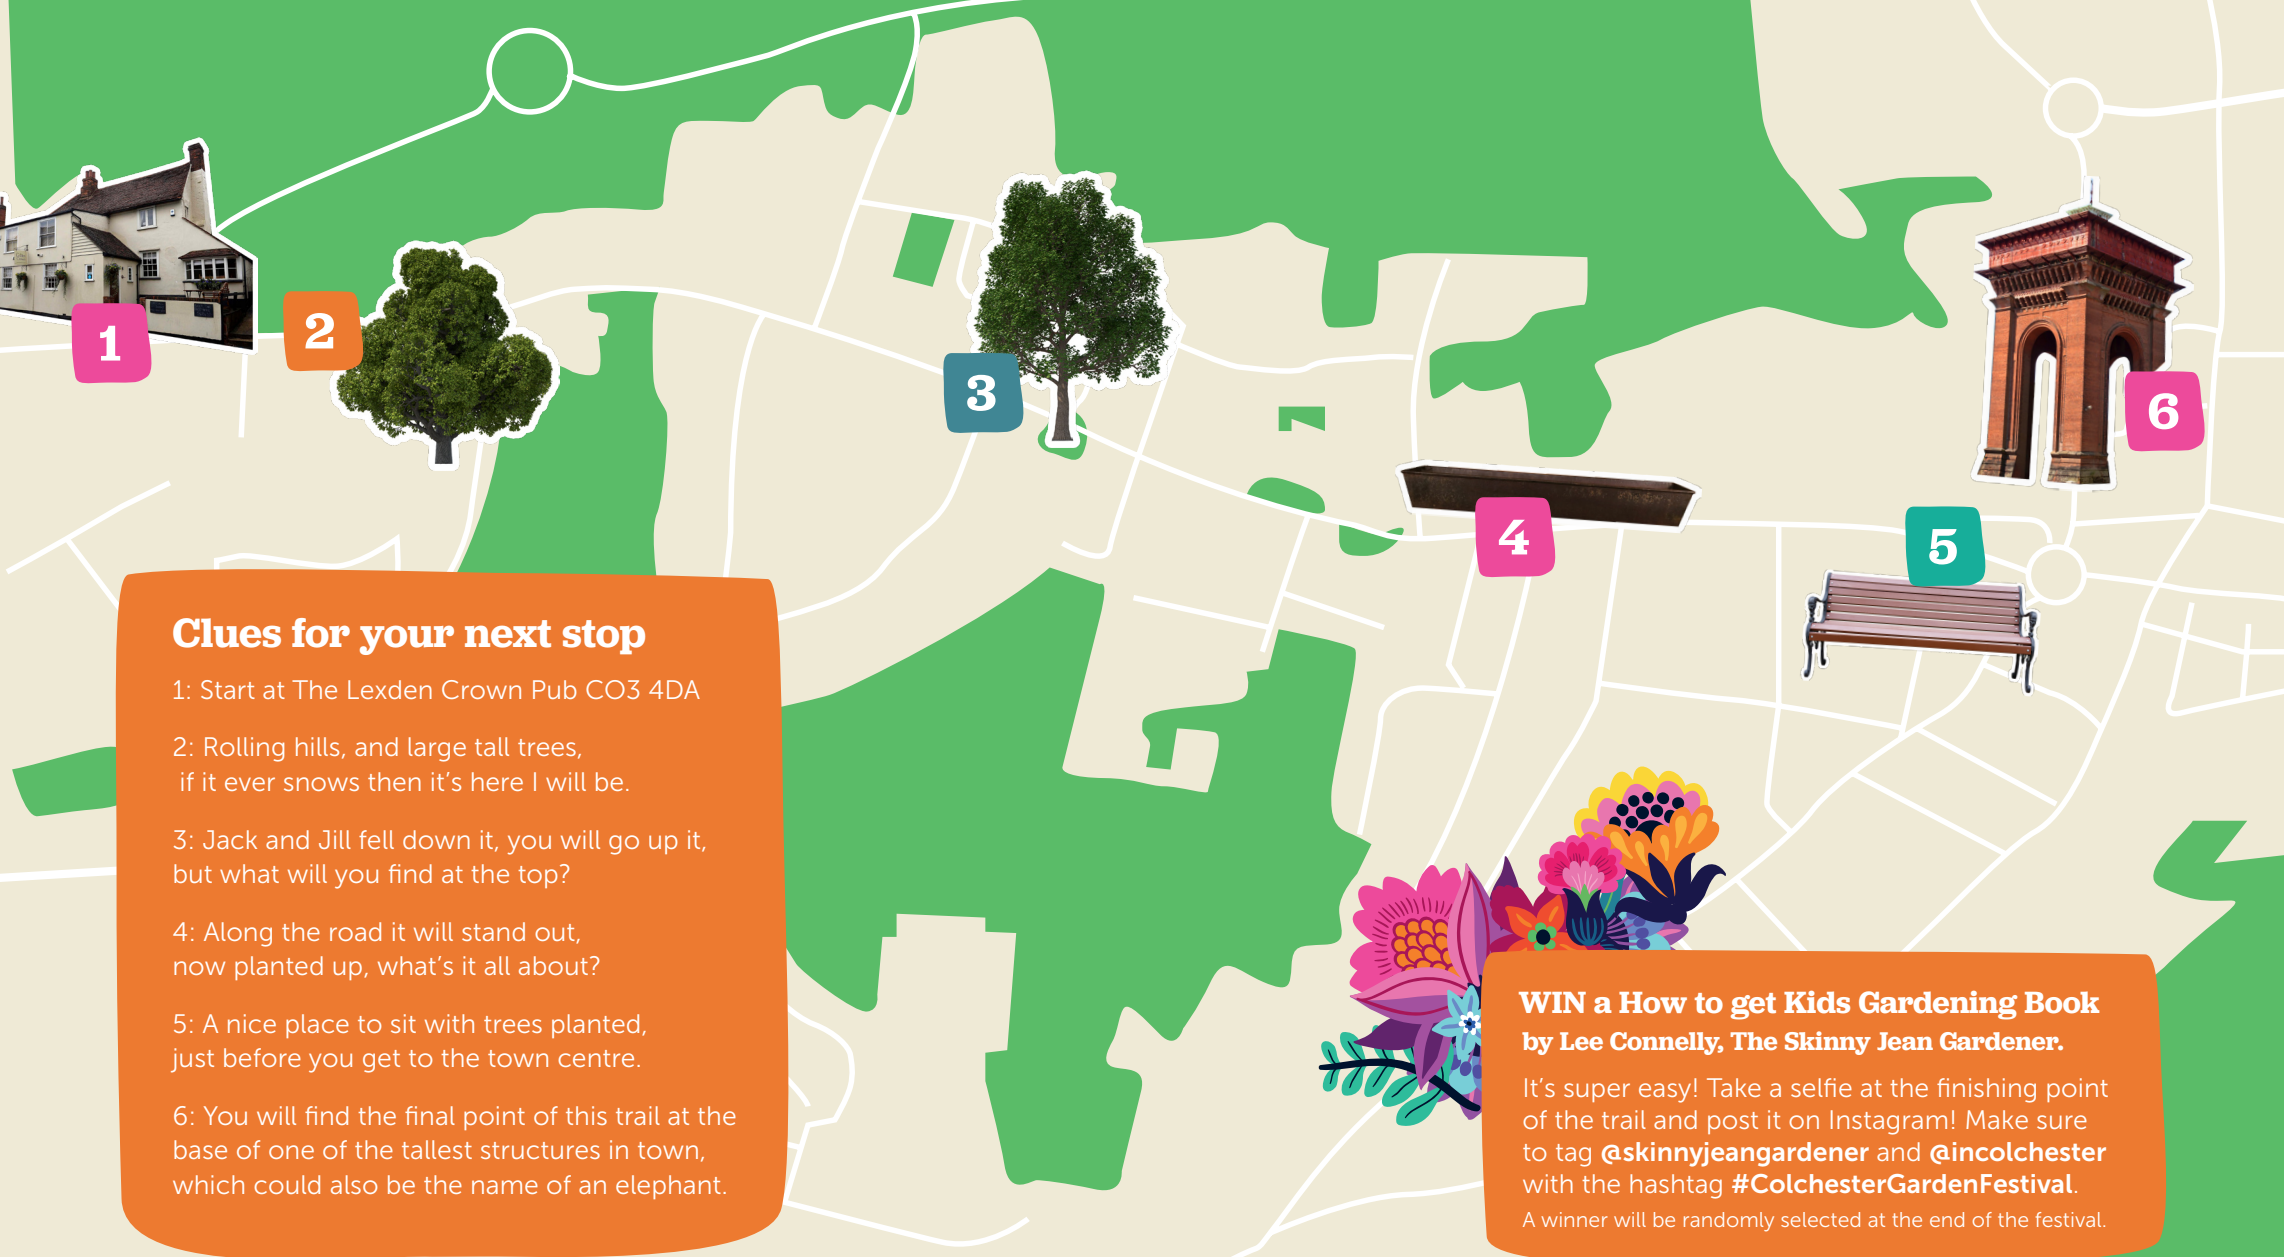 1
2
3
4
5
6
Clues for your next stop
1: Start at The Lexden Crown Pub CO3 4DA
2: Rolling hills, and large tall trees,
if it ever snows then it's here I will be.
3: Jack and Jill fell down it, you will go up it,
but what will you find at the top?
4: Along the road it will stand out,
now planted up, what's it all about?
5: A nice place to sit with trees planted,
just before you get to the town centre.
6: You will find the final point of this trail at the
base of one of the tallest structures in town,
which could also be the name of an elephant.
WIN a How to get Kids Gardening Book
by Lee Connelly, The Skinny Jean Gardener.
It's super easy! Take a selfie at the finishing point
of the trail and post it on Instagram! Make sure
to tag @skinnyjeangardener and @incolchester
with the hashtag #ColchesterGardenFestival.
A winner will be randomly selected at the end of the festival.